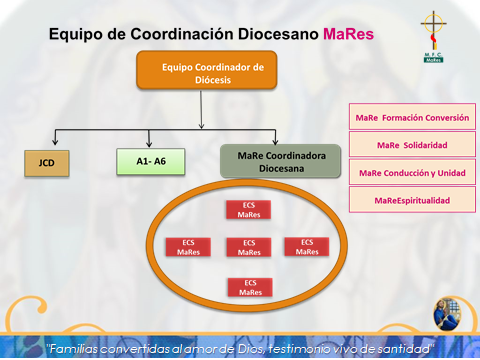 Equipo de Coordinación Diocesano MaRes
M. F. C.
MaRes
Equipo Coordinador de
Diócesis
JCD
A1- A6
MaRe Coordinadora
Diocesana
MaRe Formación Conversión
MaRe Solidaridad
MaRe Conducción y Unidad
MaReEspiritualidad
ECS
MaRes
ECS
MaRes
ECS
MaRes
ECS
MaRes
ECS
MaRes
"Familias convertidas al amor de Dios, testimonio vivo de santidad"